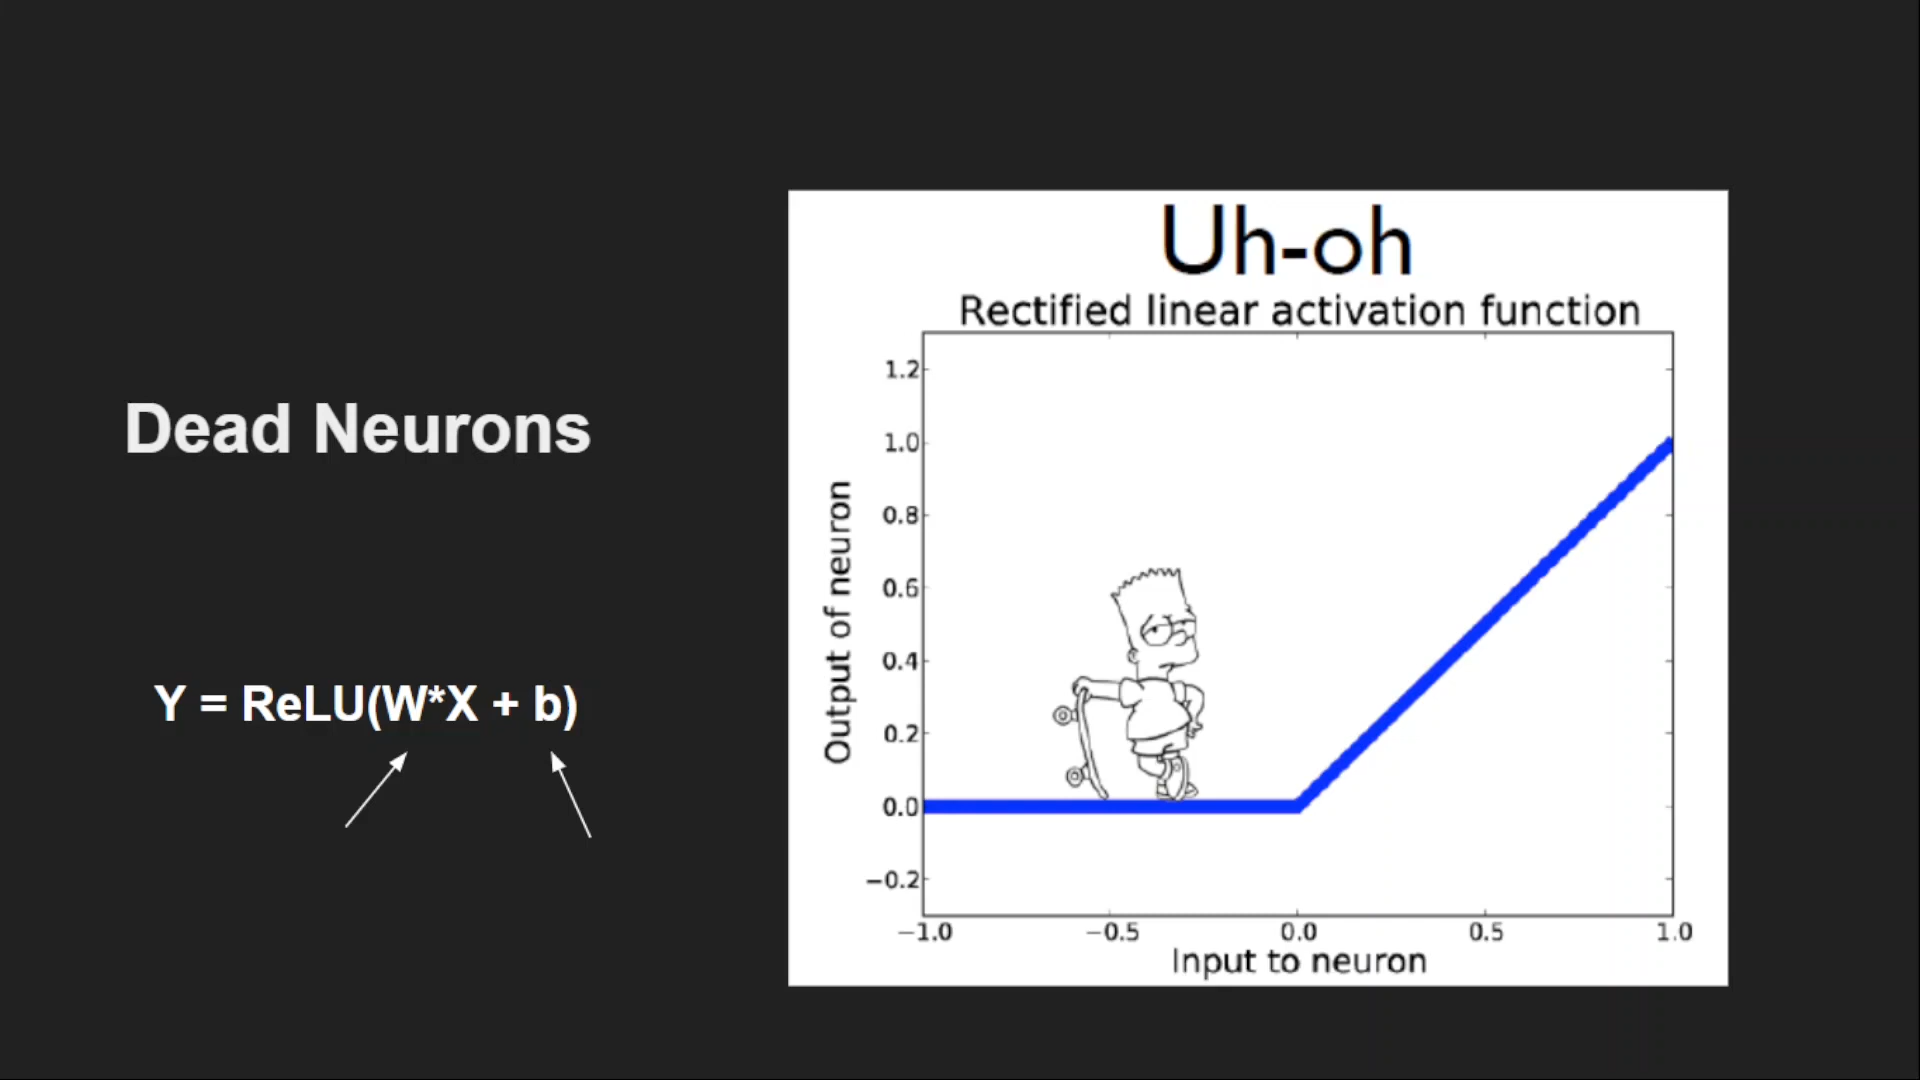 Dead Neurons
Y = ReLU(W*X + b)
Uh-oh
Rectified linear activation function
Output of neuron
1.2
1.0
0.8
0.6
0.4
0.2
0.0
−0.2
−1.0
−0.5
0.0
0.5
1.0
Input to neuron